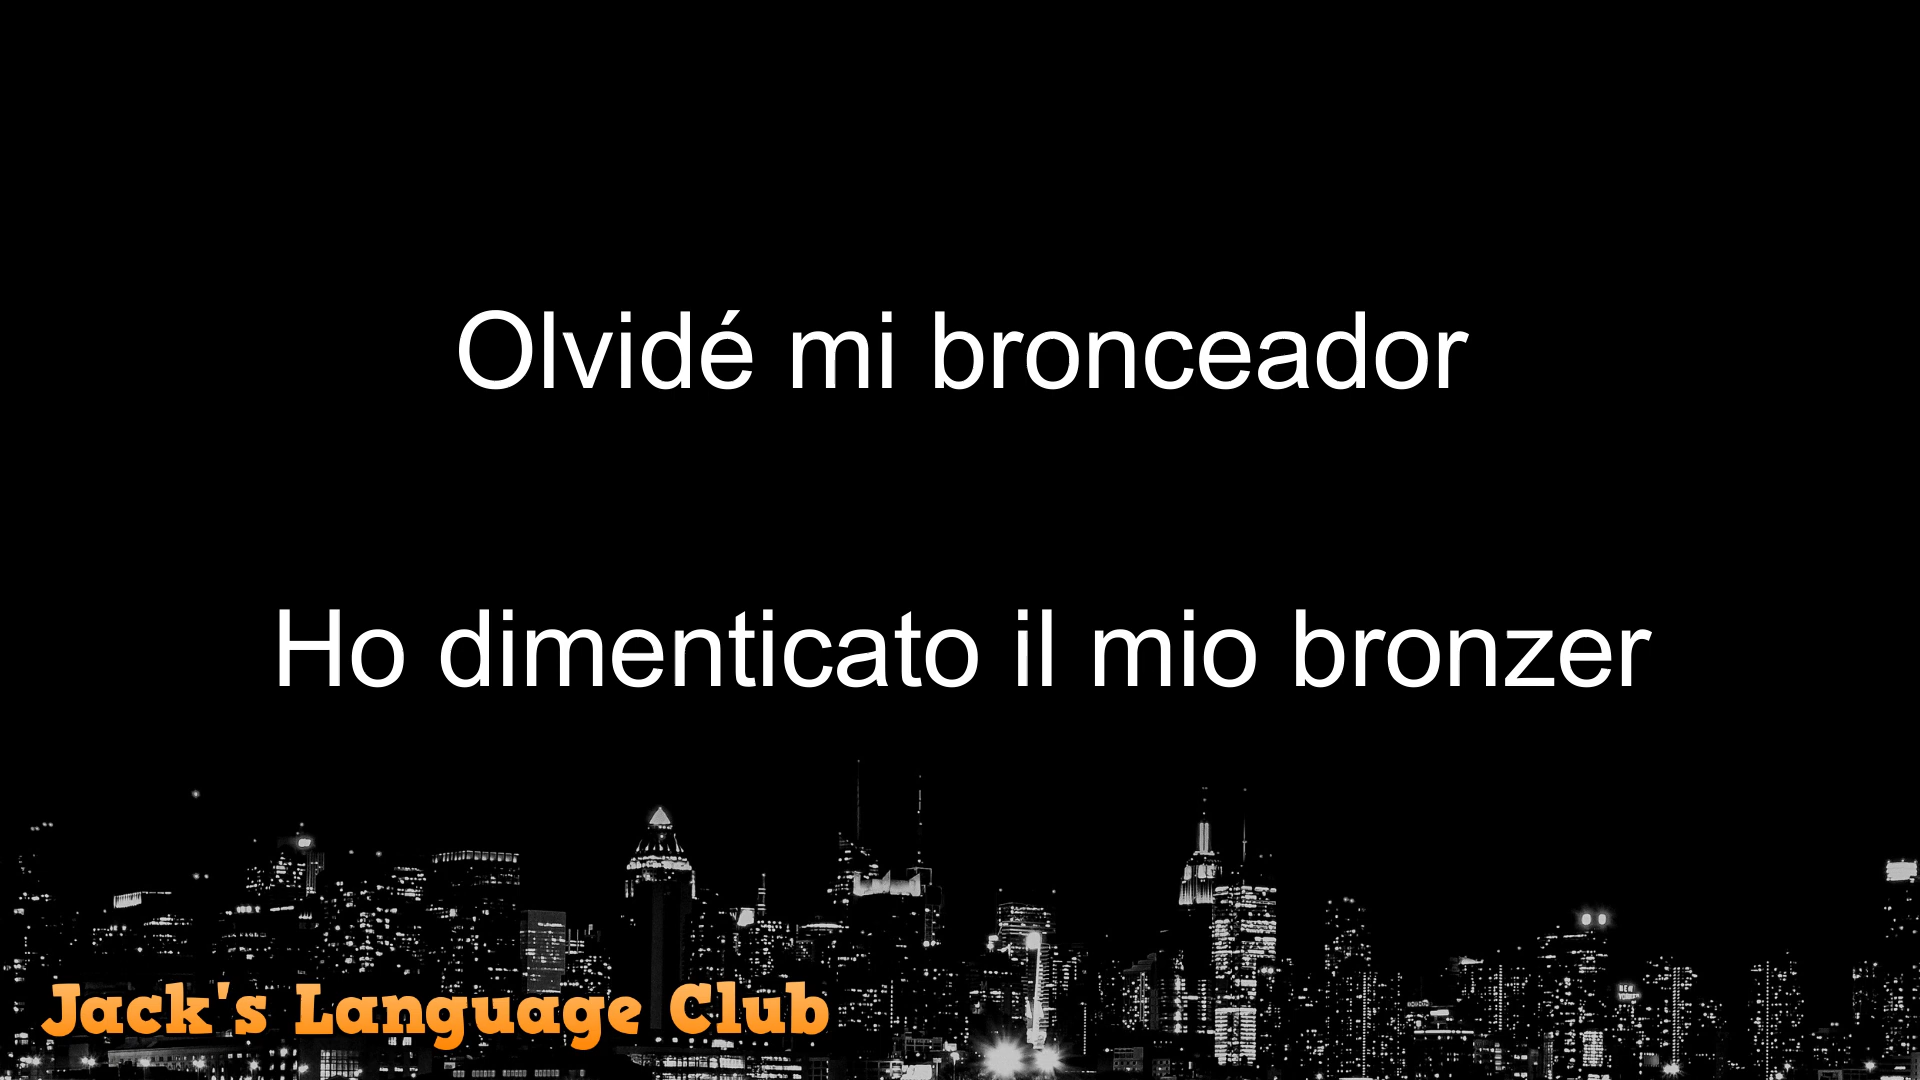 Olvidé mi bronceador
Ho dimenticato il mio bronzer
Jack's Language Club